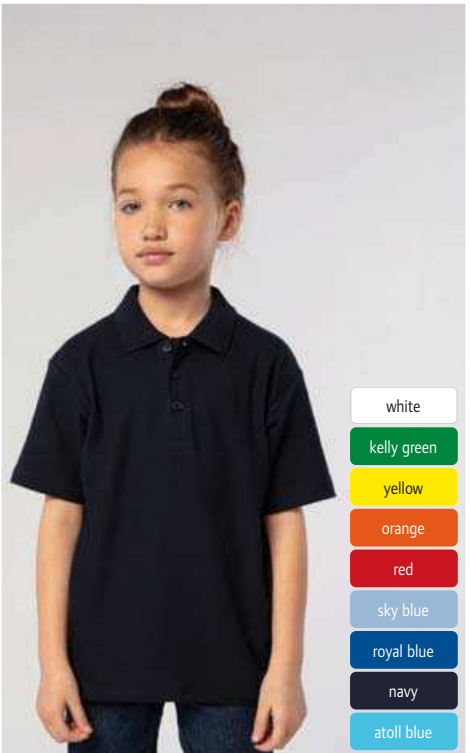 white
kelly green
yellow
orange
red
sky blue
royal blue
navy
atoll blue